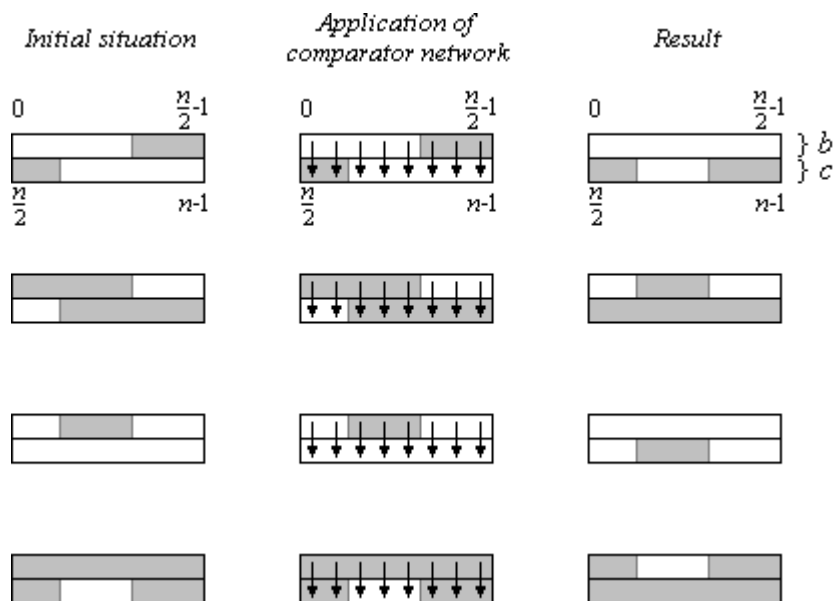 Initial situation
Application of
comparator network
Result
0 n/2-1
0 n/2-1
0 n/2-1
} b
} c
n/2 n-1
n/2 n-1
n/2 n-1